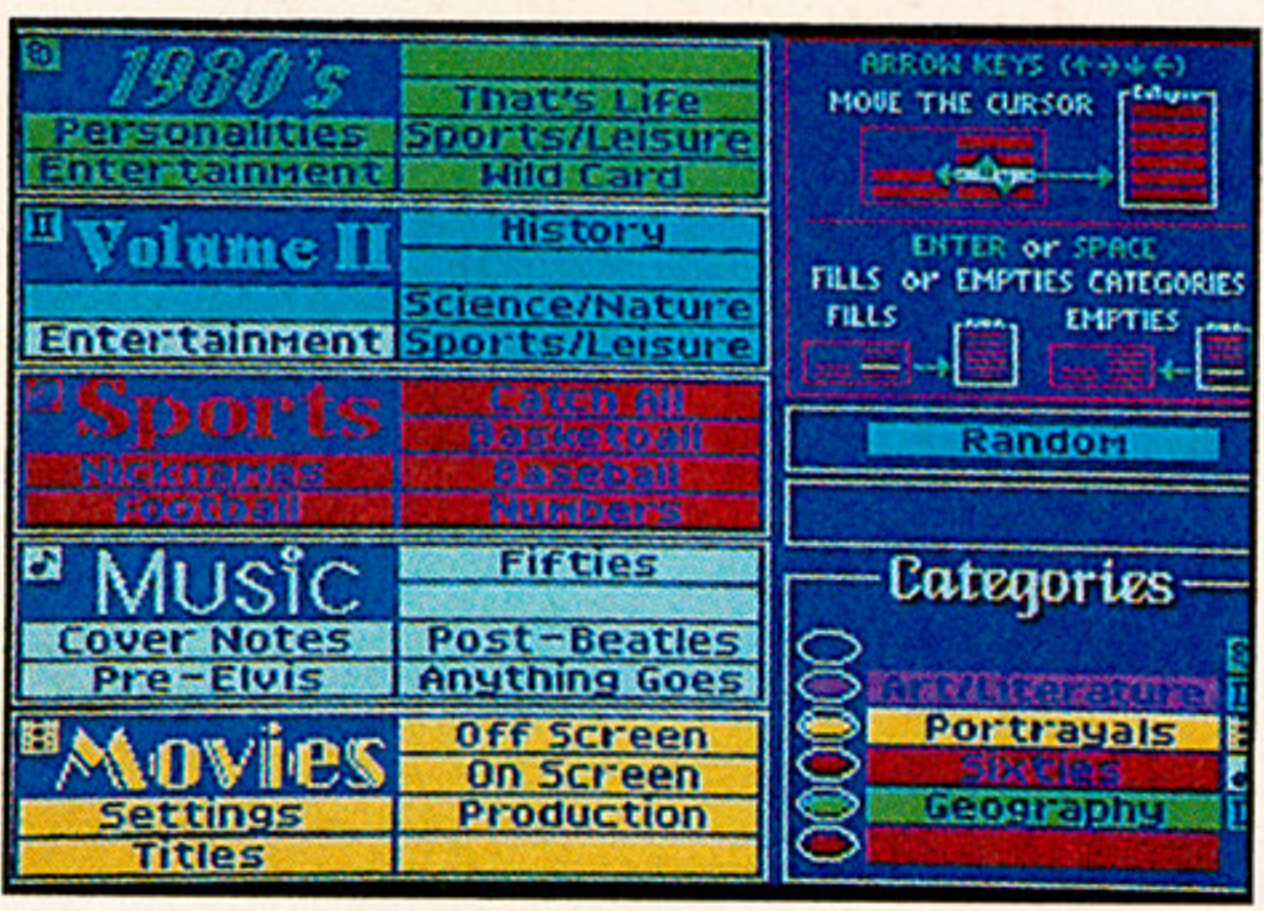 1980's
That's Life
Personalities
Sports/Leisure
Entertainment
Wild Card
II
Volume II
History
Science/Nature
Entertainment
Sports/Leisure
Sports
Catch All
Basketball
Nicknames
Baseball
Football
Numbers
Music
Fifties
Cover Notes
Post-Beatles
Pre-Elvis
Anything Goes
Movies
Off Screen
On Screen
Settings
Production
Titles
ARROW KEYS (↑→↓←)
MOVE THE CURSOR
ENTER or SPACE
FILLS or EMPTIES CATEGORIES
FILLS
EMPTIES
Random
Categories
Art/Literature
Portrayals
Sixties
Geography